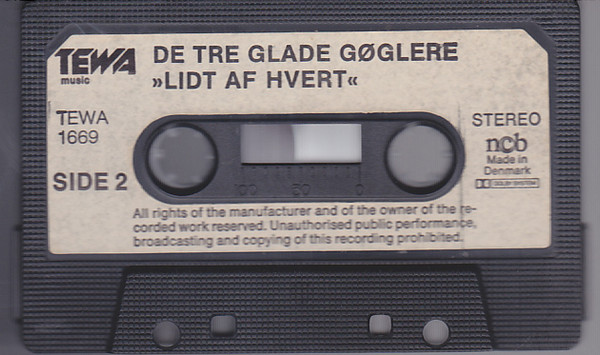 TEWA
music
DE TRE GLADE GØGLERE
»LIDT AF HVERT«
TEWA
1669
STEREO
ncb
Made in
Denmark
DOLBY SYSTEM
SIDE 2
100 50 0
All rights of the manufacturer and of the owner of the re-
corded work reserved. Unauthorised public performance,
broadcasting and copying of this recording prohibited.